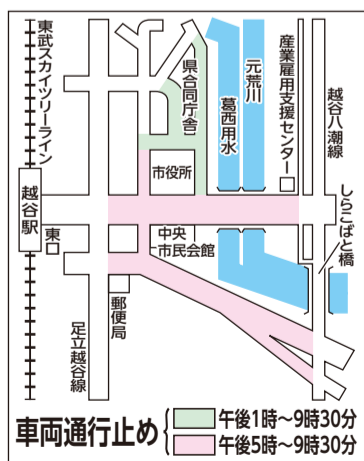 東武スカイツリーライン
県合同庁舎
葛西用水
元荒川
産業雇用支援センター
越谷八潮線
市役所
しらこばと橋
越谷駅
東口
中央
市民会館
郵便局
足立越谷線
車両通行止め
午後1時~9時30分
午後5時~9時30分